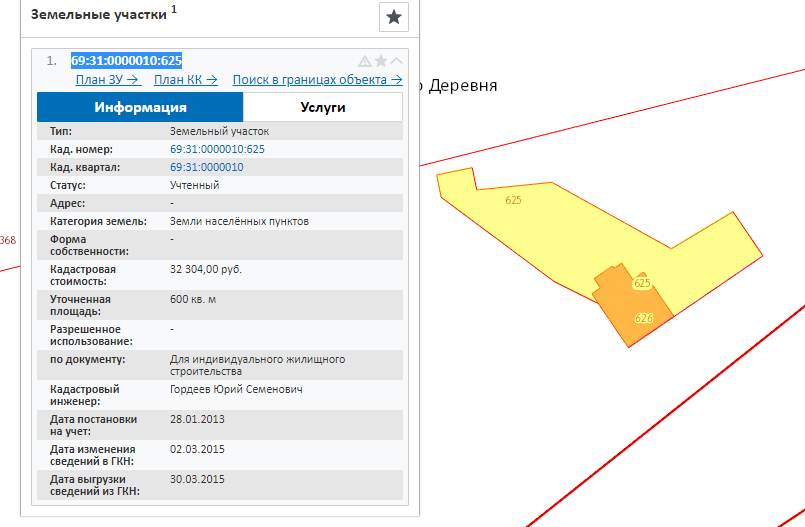 Земельные участки 1
1. 69:31:0000010:625
План ЗУ → План КК → Поиск в границах объекта →
Информация Услуги
Тип: Земельный участок
Кад. номер: 69:31:0000010:625
Кад. квартал: 69:31:0000010
Статус: Учтенный
Адрес: -
Категория земель: Земли населённых пунктов
Форма
собственности: -
Кадастровая
стоимость: 32 304,00 руб.
Уточненная
площадь: 600 кв. м
Разрешенное
использование: -
по документу: Для индивидуального жилищного
строительства
Кадастровый
инженер: Гордеев Юрий Семенович
Дата постановки
на учет: 28.01.2013
Дата изменения
сведений в ГКН: 02.03.2015
Дата выгрузки
сведений из ГКН: 30.03.2015
Деревня
625
368
625
626